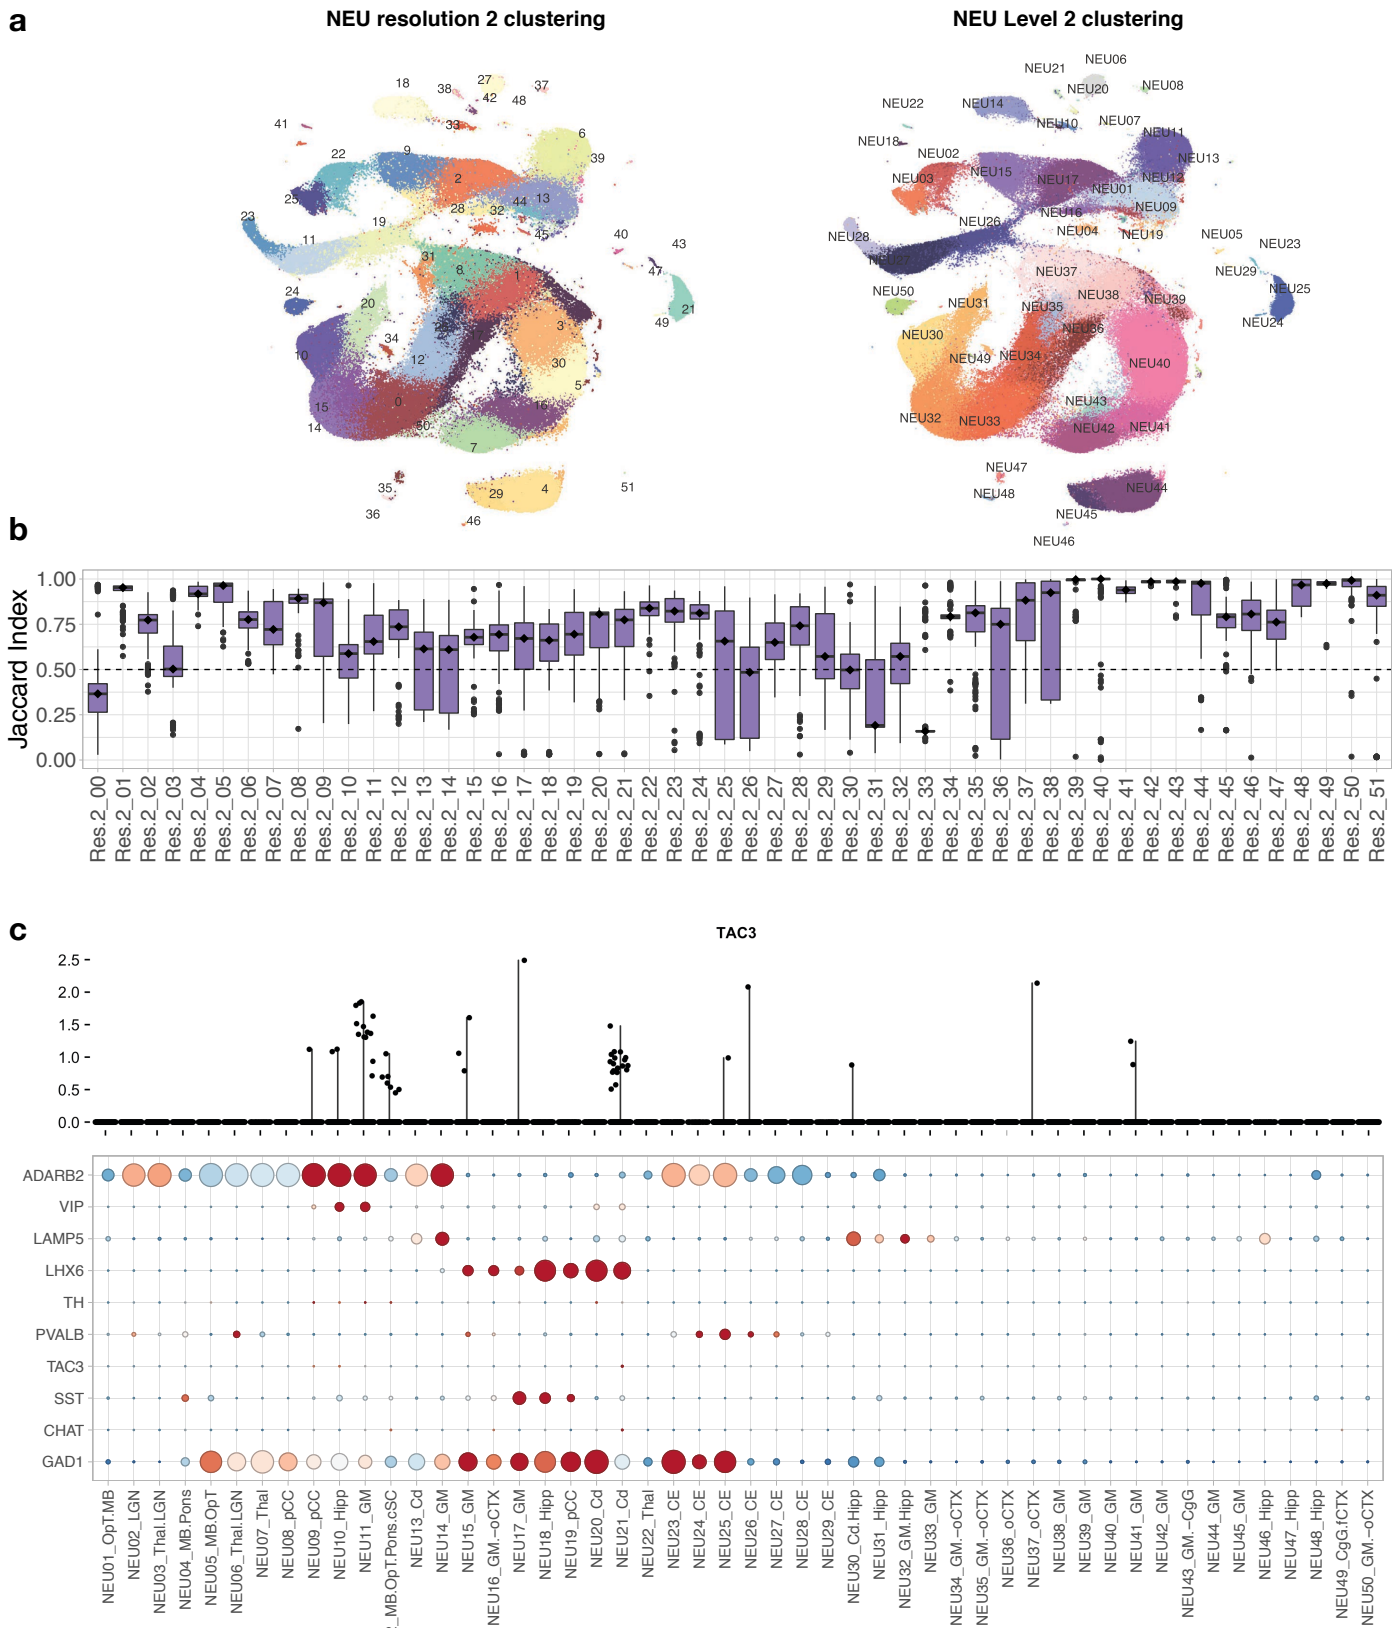 a
NEU resolution 2 clustering
NEU Level 2 clustering
18
38
27
42
48
37
41
33
6
39
22
9
2
25
28
32
44
13
45
23
19
11
31
8
1
40
43
47
21
49
24
20
34
10
12
3
30
5
15
14
0
50
16
7
35
36
29
4
46
51
NEU21
NEU06
NEU20
NEU08
NEU22
NEU14
NEU10
NEU07
NEU11
NEU18
NEU02
NEU13
NEU03
NEU15
NEU17
NEU12
NEU01
NEU09
NEU26
NEU16
NEU04
NEU19
NEU28
NEU27
NEU05
NEU23
NEU37
NEU29
NEU25
NEU24
NEU50
NEU31
NEU35
NEU38
NEU39
NEU30
NEU36
NEU49
NEU34
NEU40
NEU32
NEU33
NEU43
NEU42
NEU41
NEU47
NEU48
NEU44
NEU45
NEU46
b
Jaccard Index
1.00
0.75
0.50
0.25
0.00
Res.2_00
Res.2_01
Res.2_02
Res.2_03
Res.2_04
Res.2_05
Res.2_06
Res.2_07
Res.2_08
Res.2_09
Res.2_10
Res.2_11
Res.2_12
Res.2_13
Res.2_14
Res.2_15
Res.2_16
Res.2_17
Res.2_18
Res.2_19
Res.2_20
Res.2_21
Res.2_22
Res.2_23
Res.2_24
Res.2_25
Res.2_26
Res.2_27
Res.2_28
Res.2_29
Res.2_30
Res.2_31
Res.2_32
Res.2_33
Res.2_34
Res.2_35
Res.2_36
Res.2_37
Res.2_38
Res.2_39
Res.2_40
Res.2_41
Res.2_42
Res.2_43
Res.2_44
Res.2_45
Res.2_46
Res.2_47
Res.2_48
Res.2_49
Res.2_50
Res.2_51
c
TAC3
2.5
2.0
1.5
1.0
0.5
0.0
ADARB2
VIP
LAMP5
LHX6
TH
PVALB
TAC3
SST
CHAT
GAD1
NEU01_OpT.MB
NEU02_LGN
NEU03_Thal.LGN
NEU04_MB.Pons
NEU05_MB.OpT
NEU06_Thal.LGN
NEU07_Thal
NEU08_pCC
NEU09_pCC
NEU10_Hipp
NEU11_GM
2_MB.OpT.Pons.cSC
NEU13_Cd
NEU14_GM
NEU15_GM
NEU16_GM.-oCTX
NEU17_GM
NEU18_Hipp
NEU19_pCC
NEU20_Cd
NEU21_Cd
NEU22_Thal
NEU23_CE
NEU24_CE
NEU25_CE
NEU26_CE
NEU27_CE
NEU28_CE
NEU29_CE
NEU30_Cd.Hipp
NEU31_Hipp
NEU32_GM.Hipp
NEU33_GM
NEU34_GM.-oCTX
NEU35_GM.-oCTX
NEU36_oCTX
NEU37_oCTX
NEU38_GM
NEU39_GM
NEU40_GM
NEU41_GM
NEU42_GM
NEU43_GM.-CgG
NEU44_GM
NEU45_GM
NEU46_Hipp
NEU47_Hipp
NEU48_Hipp
NEU49_CgG.fCTX
NEU50_GM.-oCTX